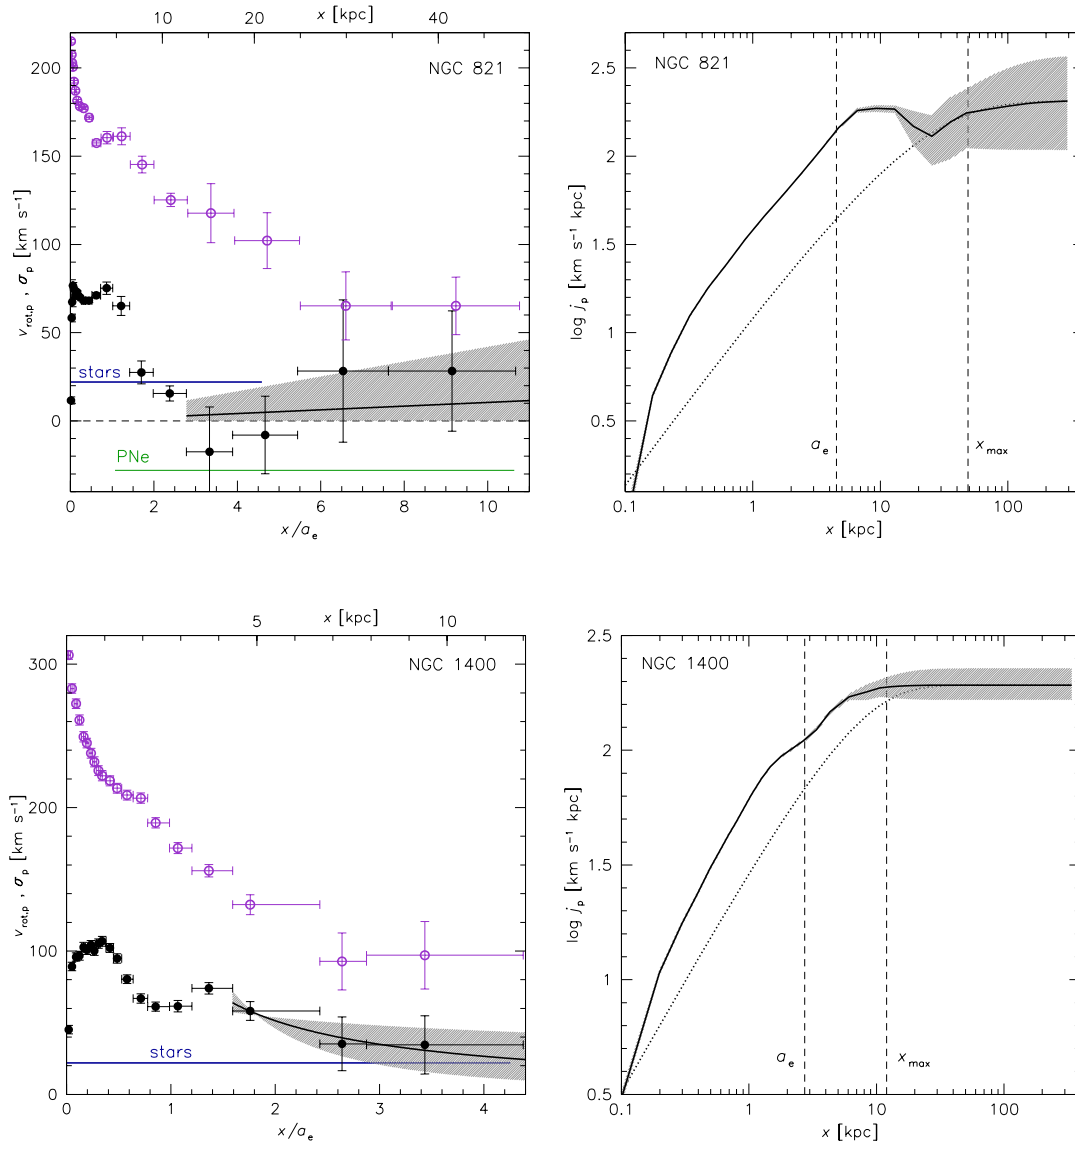 x [kpc]
10 20 40
NGC 821
200
150
100
50
0
v_rot,p , σ_p [km s⁻¹]
stars
PNe
0 2 4 6 8 10
x/a_e
NGC 821
2.5
2
1.5
1
0.5
log j_p [km s⁻¹ kpc]
a_e
x_max
0.1 1 10 100
x [kpc]
x [kpc]
5 10
NGC 1400
300
200
100
0
v_rot,p , σ_p [km s⁻¹]
stars
0 1 2 3 4
x/a_e
NGC 1400
2.5
2
1.5
1
0.5
log j_p [km s⁻¹ kpc]
a_e
x_max
0.1 1 10 100
x [kpc]